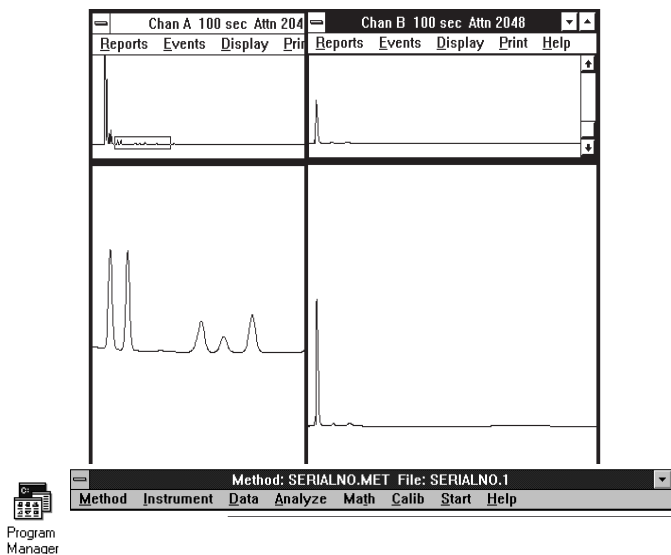 Chan A 100 sec Attn 204
Reports Events Display Prin
Chan B 100 sec Attn 2048
Reports Events Display Print Help
Method: SERIALNO.MET File: SERIALNO.1
Method Instrument Data Analyze Math Calib Start Help
C:\
Program
Manager